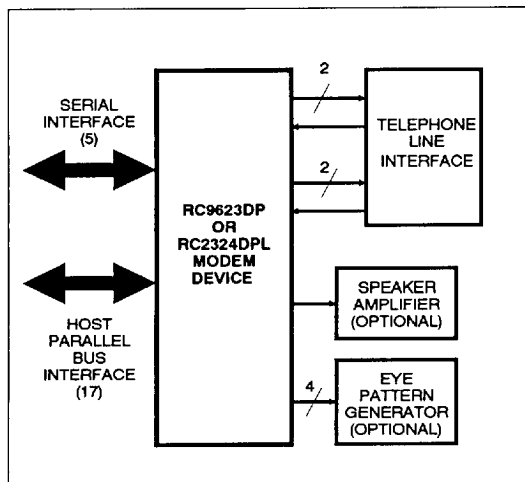 SERIAL
INTERFACE
(5)
HOST
PARALLEL
BUS
INTERFACE
(17)
RC9623DP
OR
RC2324DPL
MODEM
DEVICE
2
2
4
TELEPHONE
LINE
INTERFACE
SPEAKER
AMPLIFIER
(OPTIONAL)
EYE
PATTERN
GENERATOR
(OPTIONAL)